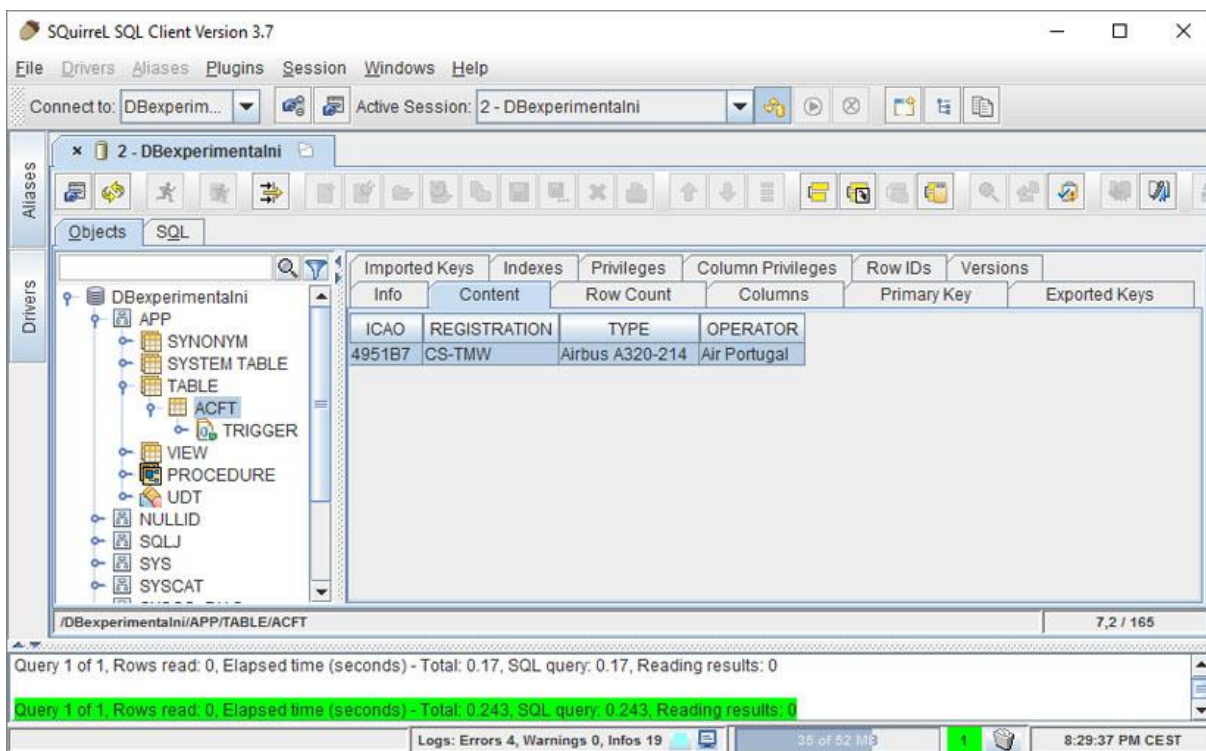 SQuirreL SQL Client Version 3.7
File Drivers Aliases Plugins Session Windows Help
Connect to: DBexperim... Active Session: 2 - DBexperimentalni
Aliases
Drivers
2 - DBexperimentalni
Objects SQL
DBexperimentalni
APP
SYNONYM
SYSTEM TABLE
TABLE
ACFT
TRIGGER
VIEW
PROCEDURE
UDT
NULLID
SQLJ
SYS
SYSCAT
Imported Keys Indexes Privileges Column Privileges Row IDs Versions
Info Content Row Count Columns Primary Key Exported Keys
ICAO REGISTRATION TYPE OPERATOR
4951B7 CS-TMW Airbus A320-214 Air Portugal
/DBexperimentalni/APP/TABLE/ACFT 7,2 / 165
Query 1 of 1, Rows read: 0, Elapsed time (seconds) - Total: 0.17, SQL query: 0.17, Reading results: 0
Query 1 of 1, Rows read: 0, Elapsed time (seconds) - Total: 0.243, SQL query: 0.243, Reading results: 0
Logs: Errors 4, Warnings 0, Infos 19 35 of 52 MB 1 8:29:37 PM CEST